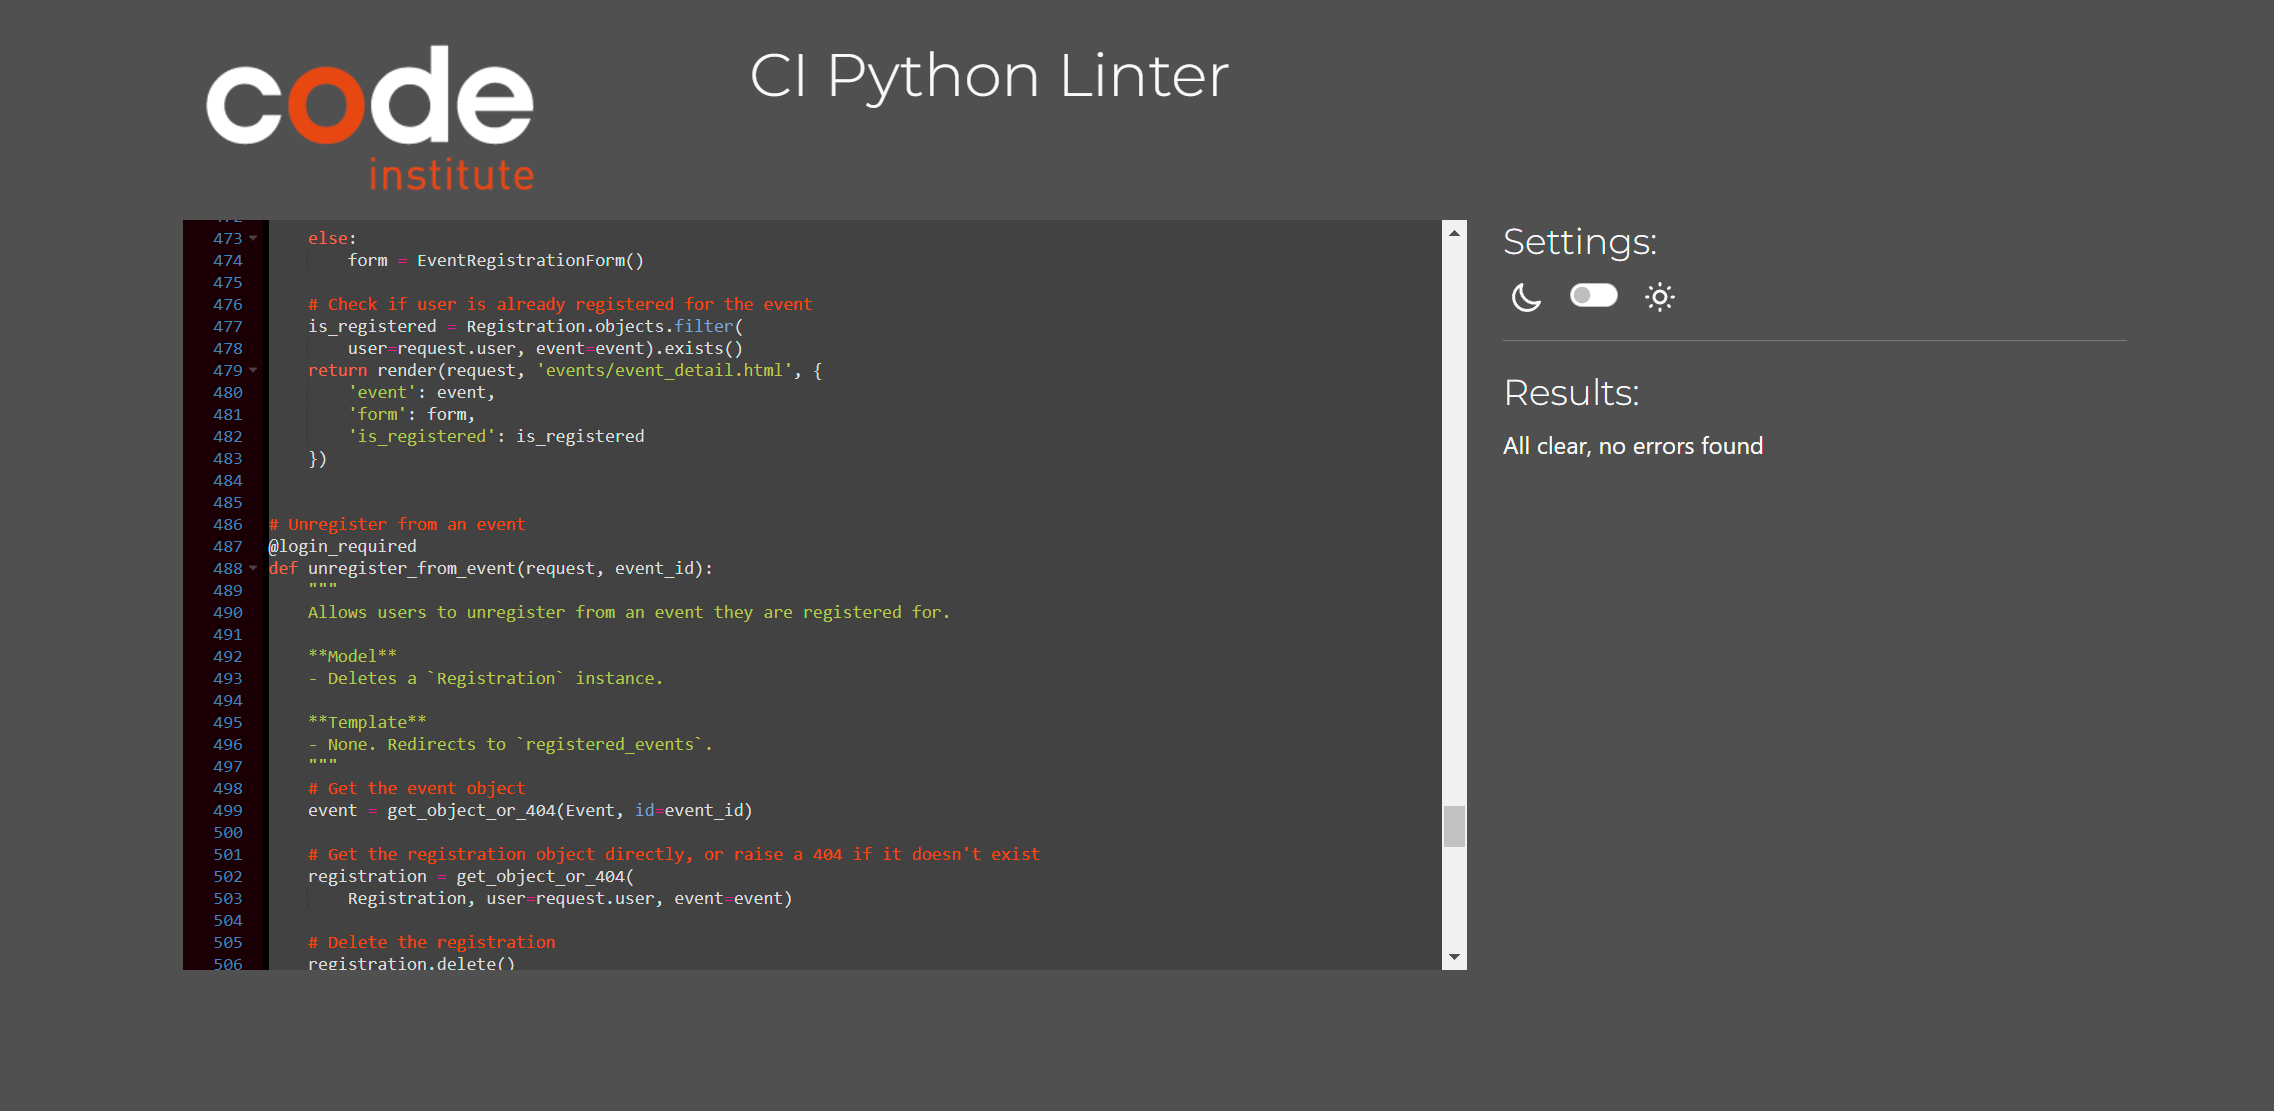 code
institute
CI Python Linter
473 else:
474 form = EventRegistrationForm()
475
476 # Check if user is already registered for the event
477 is_registered = Registration.objects.filter(
478 user=request.user, event=event).exists()
479 return render(request, 'events/event_detail.html', {
480 'event': event,
481 'form': form,
482 'is_registered': is_registered
483 })
484
485
486 # Unregister from an event
487 @login_required
488 def unregister_from_event(request, event_id):
489 """
490 Allows users to unregister from an event they are registered for.
491
492 **Model**
493 - Deletes a `Registration` instance.
494
495 **Template**
496 - None. Redirects to `registered_events`.
497 """
498 # Get the event object
499 event = get_object_or_404(Event, id=event_id)
500
501 # Get the registration object directly, or raise a 404 if it doesn't exist
502 registration = get_object_or_404(
503 Registration, user=request.user, event=event)
504
505 # Delete the registration
506 registration.delete()
Settings:
Results:
All clear, no errors found